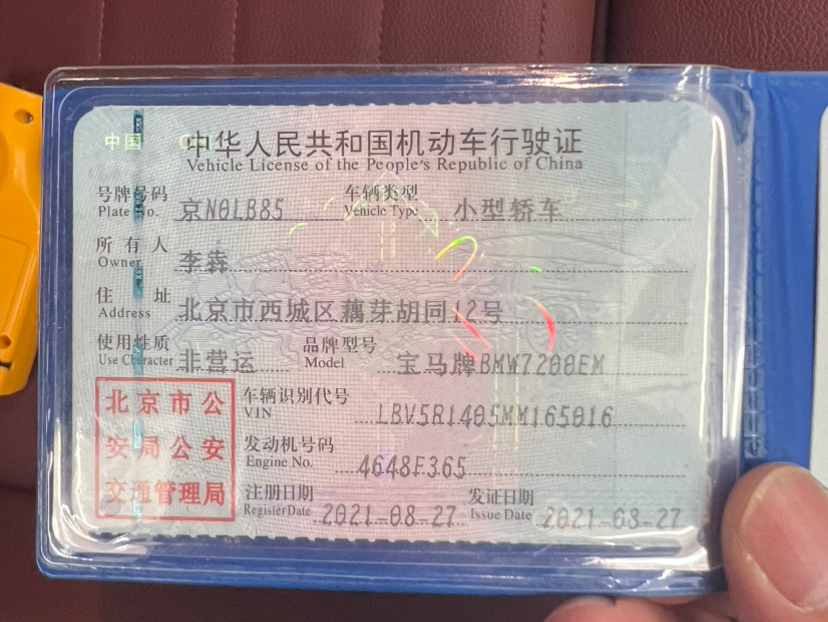 中国
中华人民共和国机动车行驶证
Vehicle License of the People's Republic of China
号牌号码 京N0LB85 车辆类型 小型轿车
Plate No. Vehicle Type
所有人 李犇
Owner
住址 北京市西城区藕芽胡同12号
Address
使用性质 非营运 品牌型号 宝马牌BMW7200EM
Use Character Model
北京市公安局公安交通管理局
车辆识别代号 LBV5R1405MM165016
VIN
发动机号码 4648F365
Engine No.
注册日期 2021-08-27 发证日期 2021-08-27
Register Date Issue Date